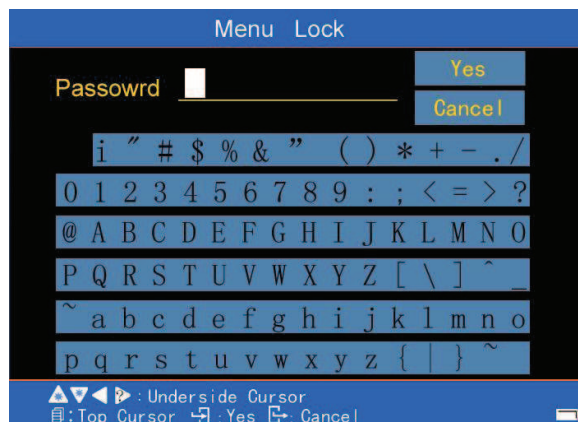 Menu Lock
Passowrd
Yes
Cancel
i " # $ % & " ( ) * + - . /
0 1 2 3 4 5 6 7 8 9 : ; < = > ?
@ A B C D E F G H I J K L M N O
P Q R S T U V W X Y Z [ \ ] ^ _
~ a b c d e f g h i j k l m n o
p q r s t u v w x y z { | } ~
: Underside Cursor
: Top Cursor : Yes : Cancel